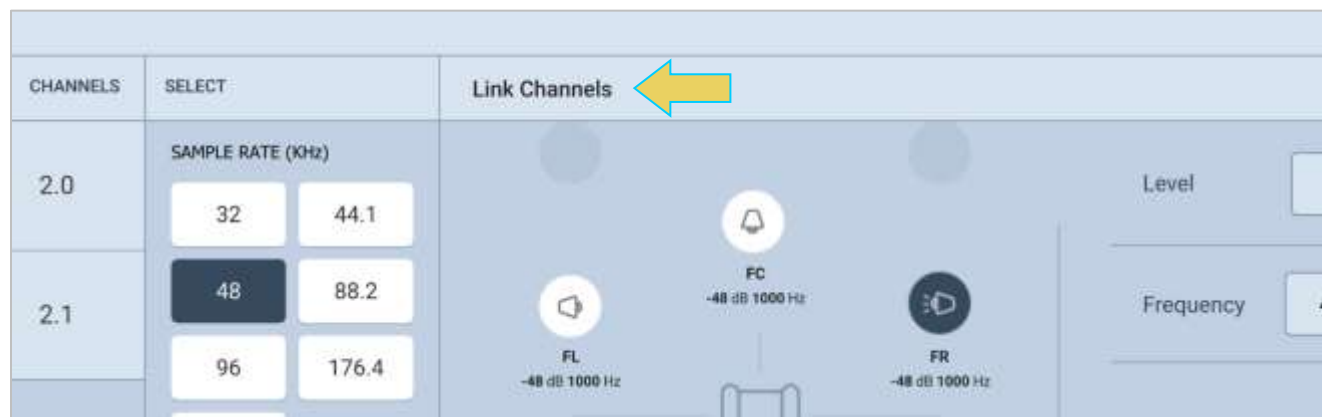 CHANNELS
SELECT
Link Channels
2.0
2.1
SAMPLE RATE (KHz)
32 44.1
48 88.2
96 176.4
FC
-48 dB 1000 Hz
FL
-48 dB 1000 Hz
FR
-48 dB 1000 Hz
Level
Frequency